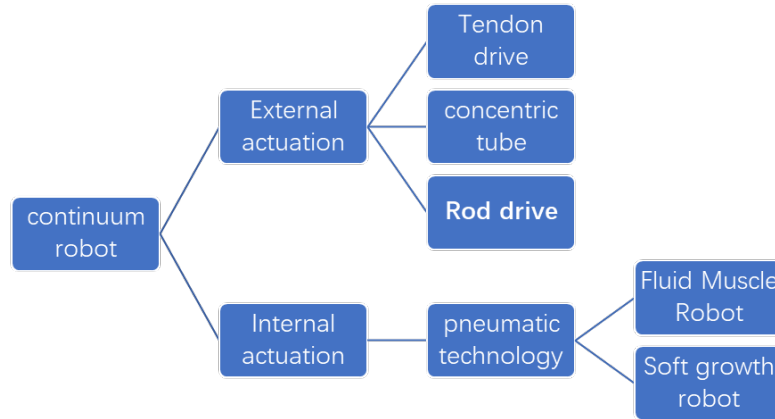 Tendon
drive
External
actuation
concentric
tube
Rod drive
continuum
robot
Internal
actuation
pneumatic
technology
Fluid Muscle
Robot
Soft growth
robot